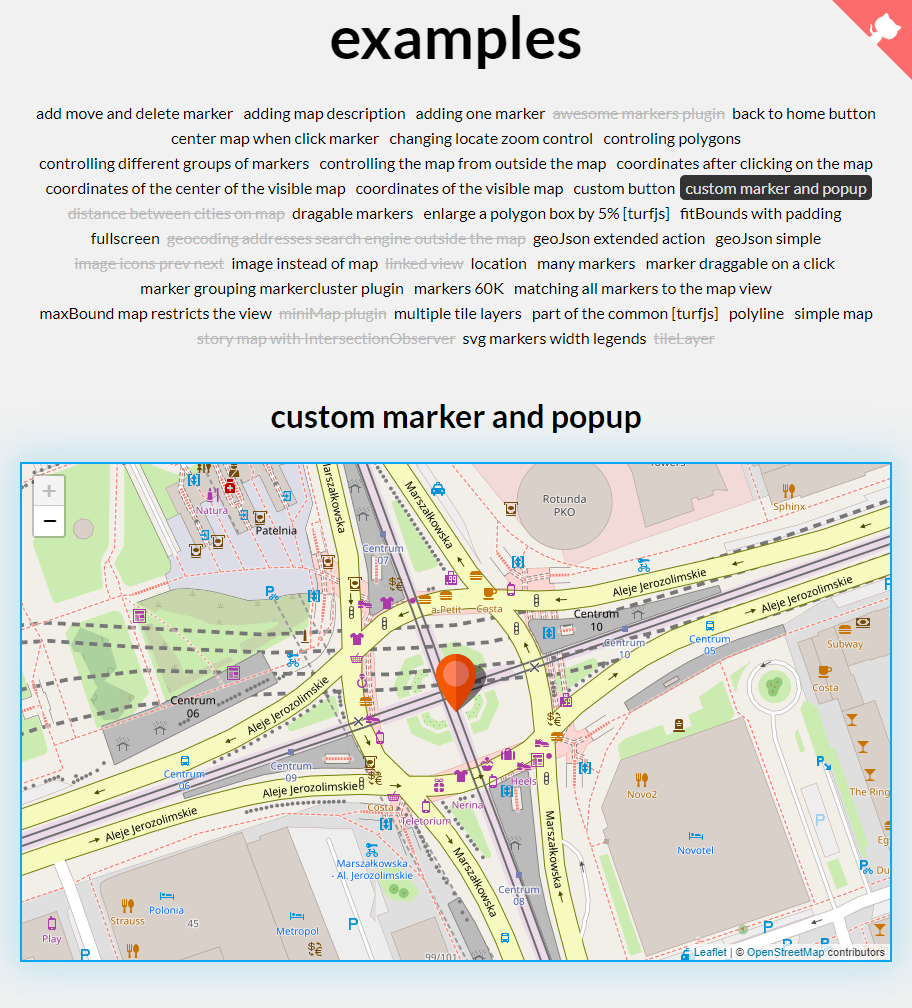 examples
add move and delete marker adding map description adding one marker awesome markers plugin back to home button
center map when click marker changing locate zoom control controling polygons
controlling different groups of markers controlling the map from outside the map coordinates after clicking on the map
coordinates of the center of the visible map coordinates of the visible map custom button custom marker and popup
distance between cities on map dragable markers enlarge a polygon box by 5% [turfjs] fitBounds with padding
fullscreen geocoding addresses search engine outside the map geoJson extended action geoJson simple
image icons prev next image instead of map linked view location many markers marker draggable on a click
marker grouping markercluster plugin markers 60K matching all markers to the map view
maxBound map restricts the view miniMap plugin multiple tile layers part of the common [turfjs] polyline simple map
story map with IntersectionObserver svg markers width legends tileLayer
custom marker and popup
+
−
Marszałkowska
Marszałkowska
Rotunda
PKO
Sphinx
Natura
Patelnia
Centrum
07
Aleje Jerozolimskie
Aleje Jerozolimskie
a-Petit
Costa
Centrum
10
Centrum
10
Centrum
05
Subway
Costa
Centrum
06
Aleje Jerozolimskie
Centrum
06
Centrum
09
Aleje Jerozolimskie
Heels
Novo2
The Ring
P
Costa
Nerina
Teletorium
Aleje Jerozolimskie
Marszałkowska
Novotel
Marszałkowska
- Al. Jerozolimskie
Marszałkowska
Centrum
08
Polonia
Strauss
45
Metropol
P
P
Play
P
P
99/101
Leaflet | © OpenStreetMap contributors